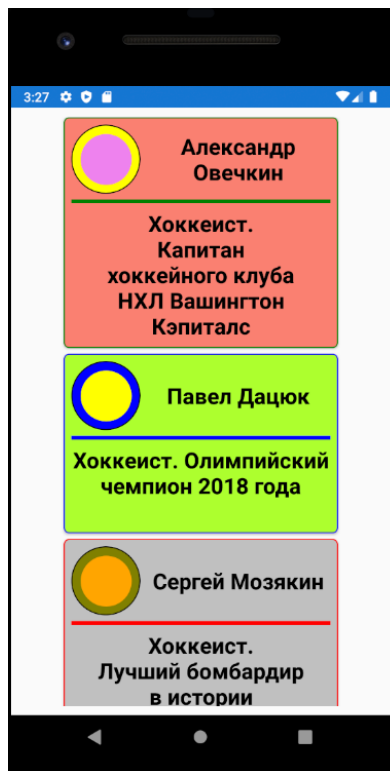 3:27
Александр
Овечкин
Хоккеист.
Капитан
хоккейного клуба
НХЛ Вашингтон
Кэпиталс
Павел Дацюк
Хоккеист. Олимпийский
чемпион 2018 года
Сергей Мозякин
Хоккеист.
Лучший бомбардир
в истории